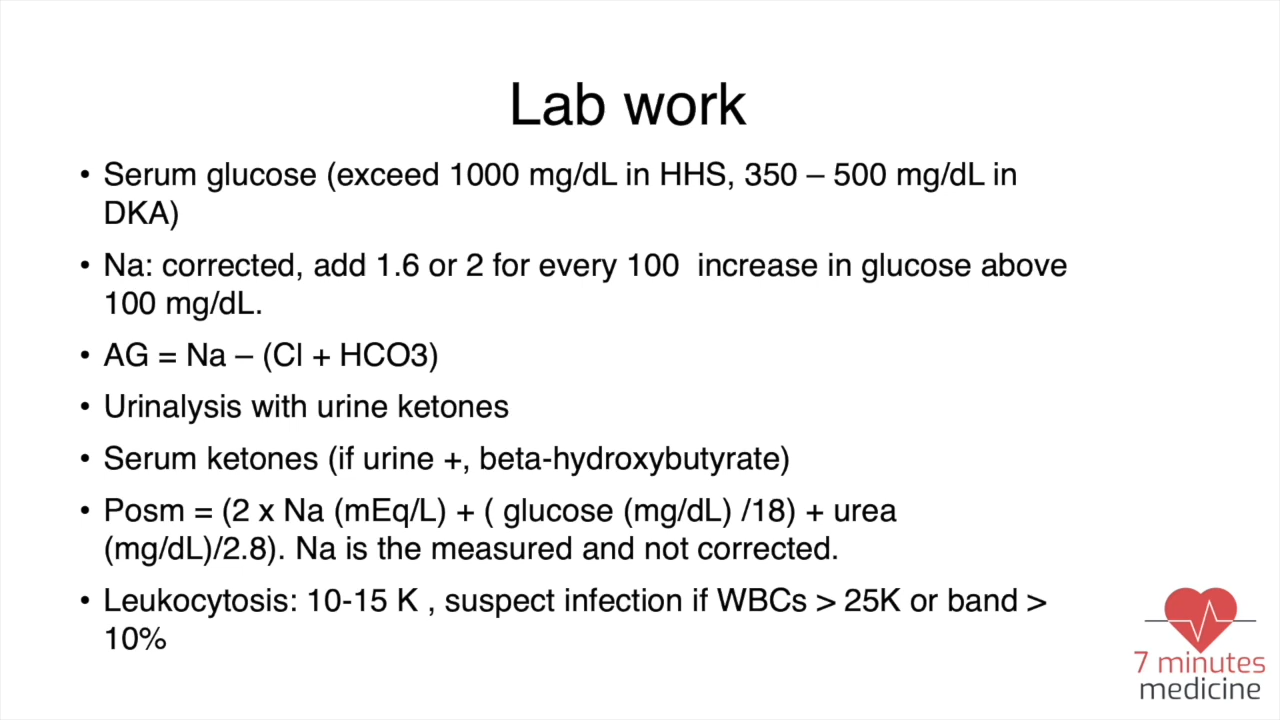 Lab work
• Serum glucose (exceed 1000 mg/dL in HHS, 350 – 500 mg/dL in
DKA)
• Na: corrected, add 1.6 or 2 for every 100  increase in glucose above
100 mg/dL.
• AG = Na – (Cl + HCO3)
• Urinalysis with urine ketones
• Serum ketones (if urine +, beta-hydroxybutyrate)
• Posm = (2 x Na (mEq/L) + ( glucose (mg/dL) /18) + urea
(mg/dL)/2.8). Na is the measured and not corrected.
• Leukocytosis: 10-15 K , suspect infection if WBCs > 25K or band >
10%
7 minutes
medicine